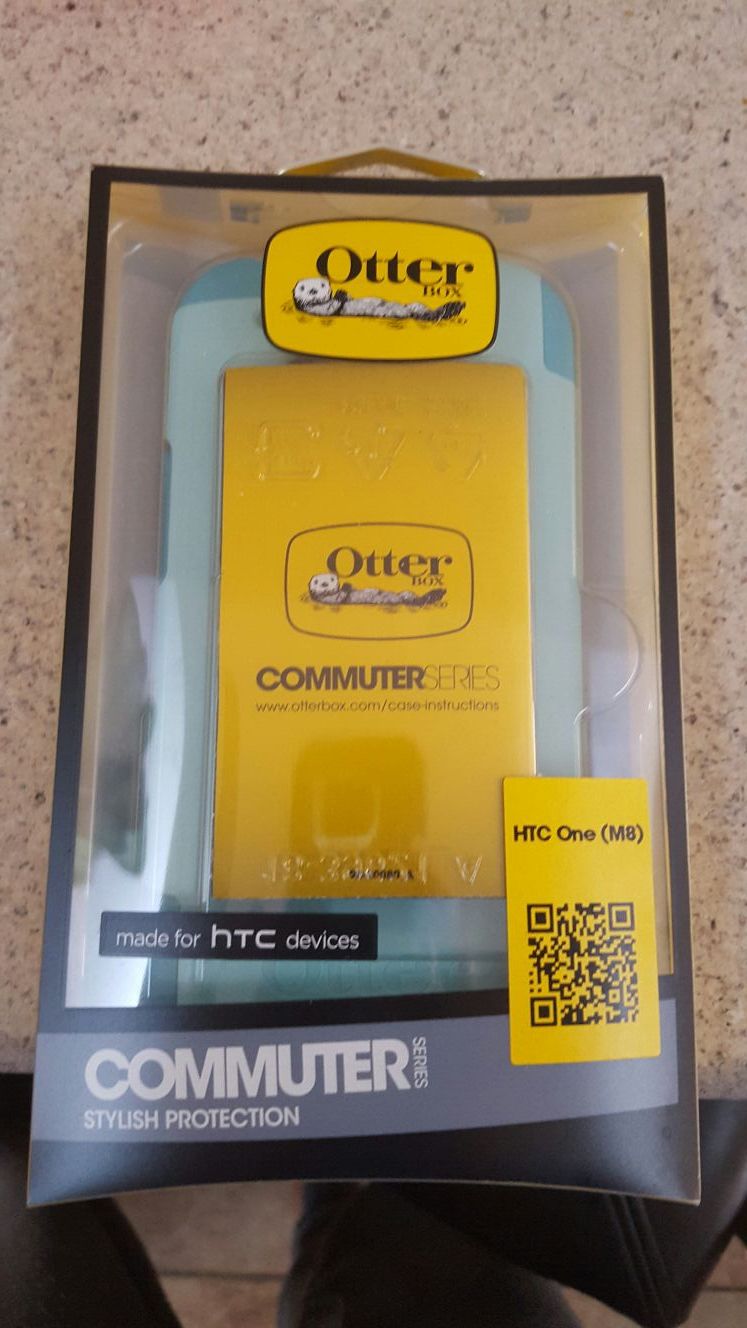 Otter
BOX
Otter
BOX
COMMUTERSERIES
www.otterbox.com/case-instructions
HTC One (M8)
made for hTC devices
COMMUTER SERIES
STYLISH PROTECTION